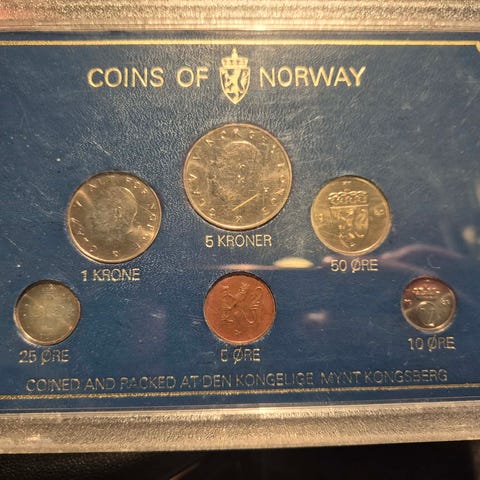 COINS OF NORWAY
5 KRONER
1 KRONE
50 ØRE
25 ØRE
5 ØRE
10 ØRE
COINED AND PACKED AT DEN KONGELIGE MYNT KONGSBERG